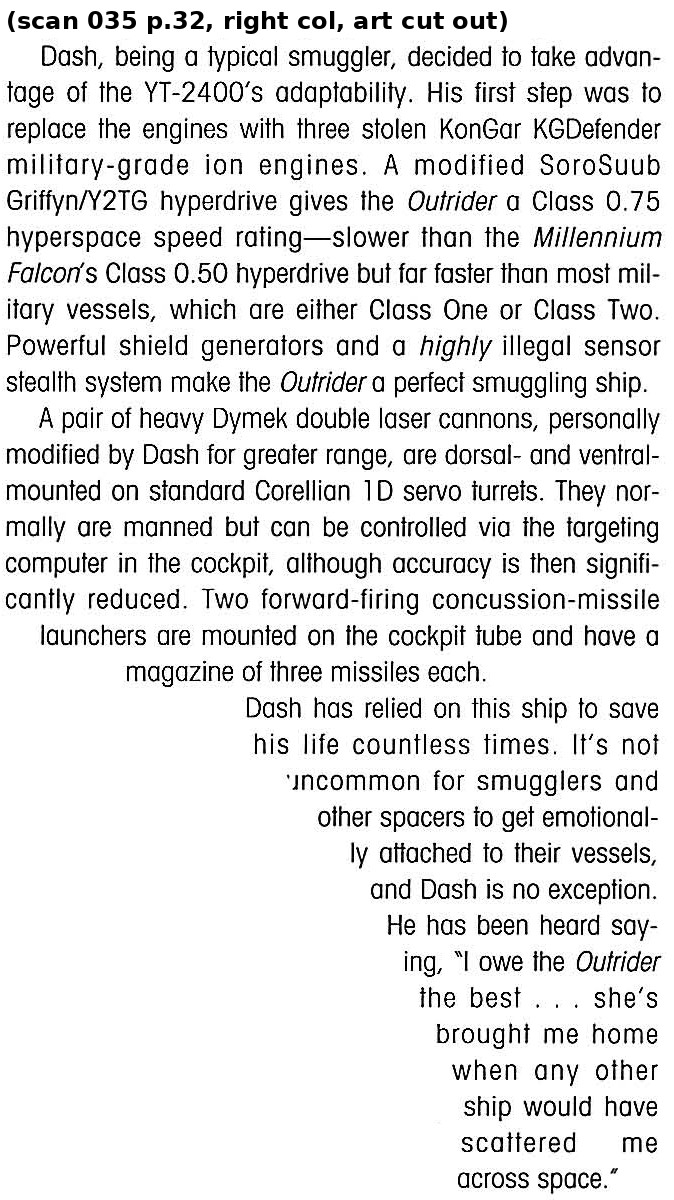 (scan 035 p.32, right col, art cut out)
Dash, being a typical smuggler, decided to take advan-
tage of the YT-2400's adaptability. His first step was to
replace the engines with three stolen KonGar KGDefender
military-grade ion engines. A modified SoroSuub
Griffyn/Y2TG hyperdrive gives the Outrider a Class 0.75
hyperspace speed rating—slower than the Millennium
Falcon's Class 0.50 hyperdrive but far faster than most mil-
itary vessels, which are either Class One or Class Two.
Powerful shield generators and a highly illegal sensor
stealth system make the Outrider a perfect smuggling ship.
A pair of heavy Dymek double laser cannons, personally
modified by Dash for greater range, are dorsal- and ventral-
mounted on standard Corellian 1D servo turrets. They nor-
mally are manned but can be controlled via the targeting
computer in the cockpit, although accuracy is then signifi-
cantly reduced. Two forward-firing concussion-missile
launchers are mounted on the cockpit tube and have a
magazine of three missiles each.
Dash has relied on this ship to save
his life countless times. It's not
uncommon for smugglers and
other spacers to get emotional-
ly attached to their vessels,
and Dash is no exception.
He has been heard say-
ing, "I owe the Outrider
the best . . . she's
brought me home
when any other
ship would have
scattered me
across space."